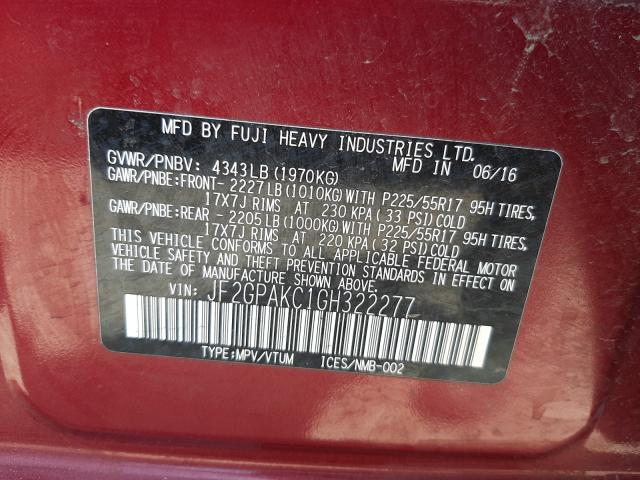 MFD BY FUJI HEAVY INDUSTRIES LTD.
GVWR/PNBV: 4343LB(1970KG) MFD IN 06/16
GAWR/PNBE:FRONT- 2227LB(1010KG)WITH P225/55R17 95H TIRES,
17X7J RIMS AT 230 KPA(33 PSI)COLD
GAWR/PNBE:REAR - 2205LB(1000KG)WITH P225/55R17 95H TIRES,
17X7J RIMS AT 220 KPA(32 PSI)COLD
THIS VEHICLE CONFORMS TO ALL APPLICABLE FEDERAL MOTOR
VEHICLE SAFETY AND THEFT PREVENTION STANDARDS IN EFFECT ON
THE DATE OF MANUFACTURE SHOWN ABOVE.
VIN: JF2GPAKC1GH322277
TYPE:MPV/VTUM ICES/NMB-002